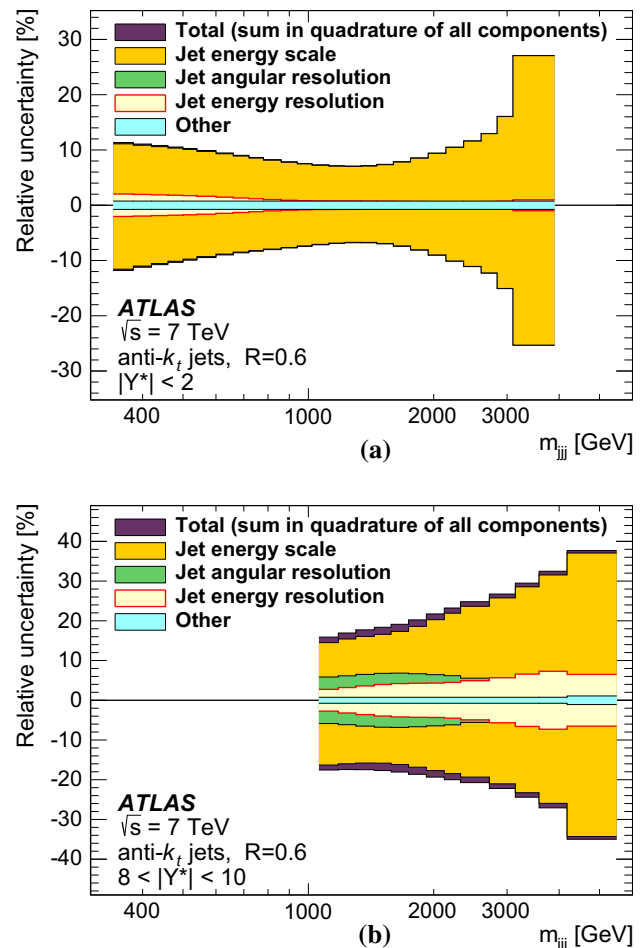 Relative uncertainty [%]
30
20
10
0
-10
-20
-30
Total (sum in quadrature of all components)
Jet energy scale
Jet angular resolution
Jet energy resolution
Other
ATLAS
√s = 7 TeV
anti-kt jets, R=0.6
|Y*| < 2
400 1000 2000 3000
(a) mjjj [GeV]
Relative uncertainty [%]
40
30
20
10
0
-10
-20
-30
-40
Total (sum in quadrature of all components)
Jet energy scale
Jet angular resolution
Jet energy resolution
Other
ATLAS
√s = 7 TeV
anti-kt jets, R=0.6
8 < |Y*| < 10
400 1000 2000 3000
(b) mjjj [GeV]